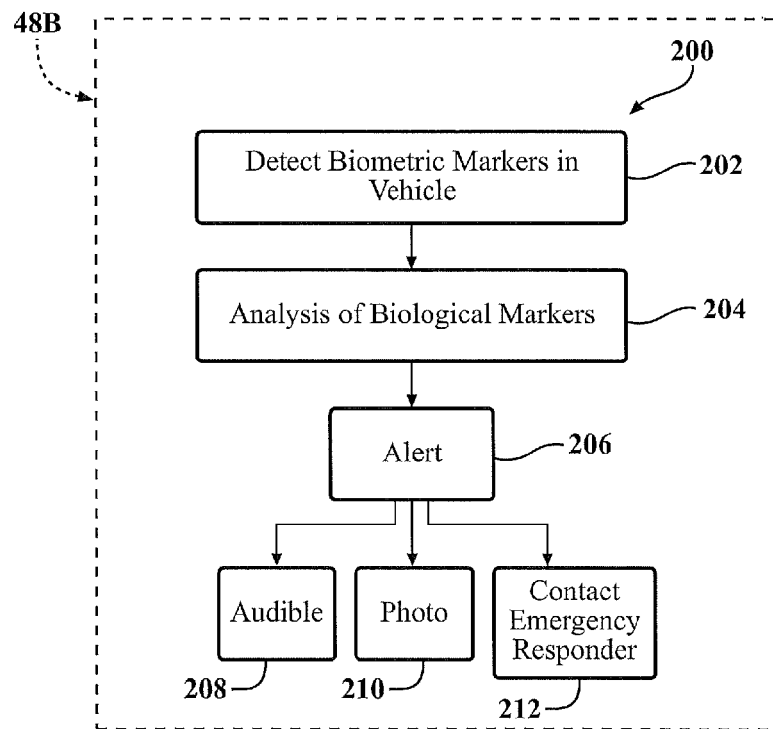 48B
200
Detect Biometric Markers in
Vehicle
202
Analysis of Biological Markers
204
Alert
206
Audible
Photo
Contact
Emergency
Responder
208
210
212